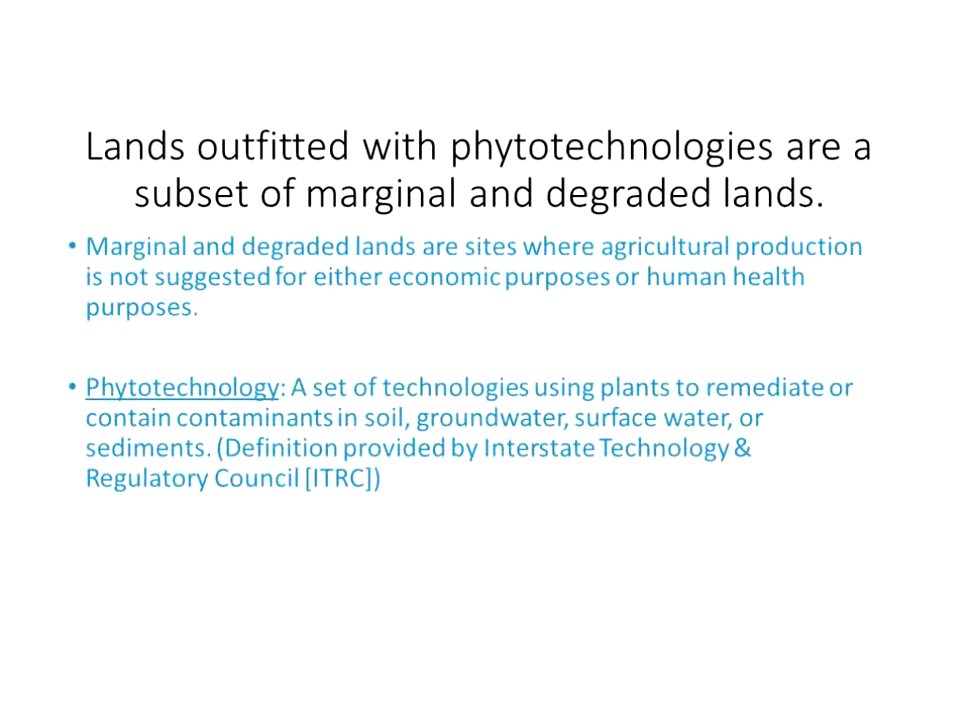 Lands outfitted with phytotechnologies are a
subset of marginal and degraded lands.
• Marginal and degraded lands are sites where agricultural production
is not suggested for either economic purposes or human health
purposes.
• Phytotechnology: A set of technologies using plants to remediate or
contain contaminants in soil, groundwater, surface water, or
sediments. (Definition provided by Interstate Technology &
Regulatory Council [ITRC])